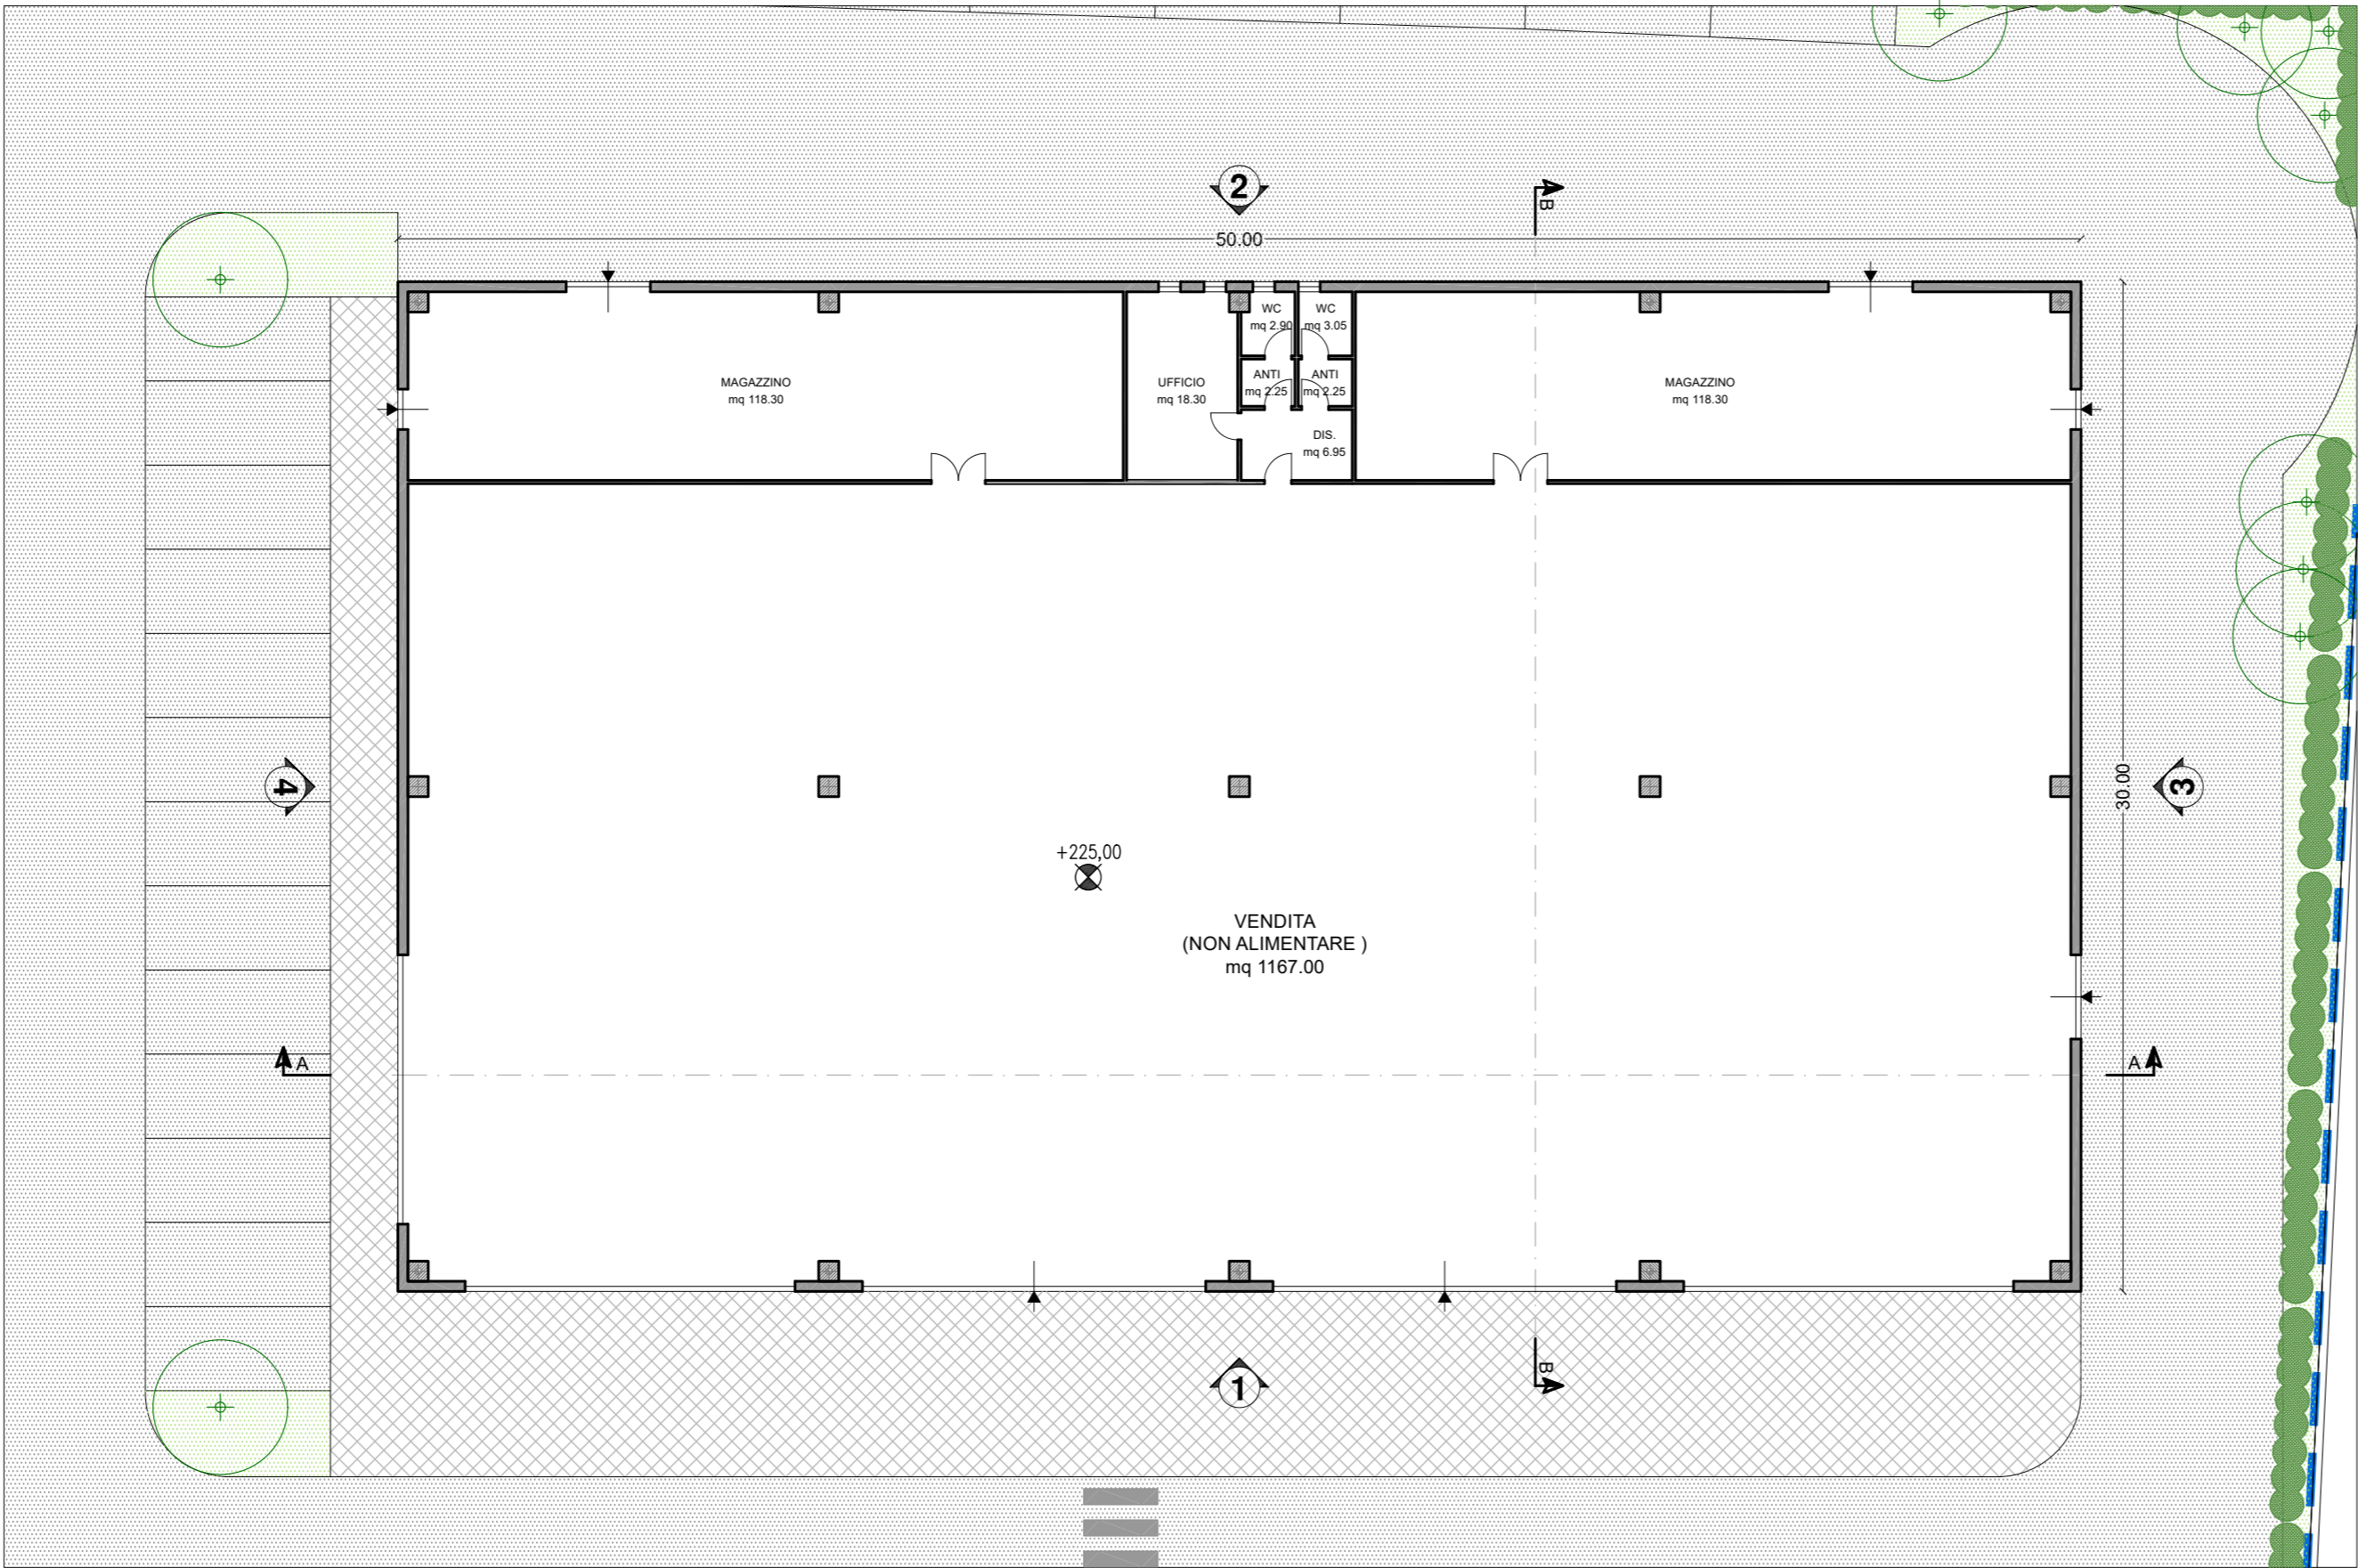 2
B
50.00
WC
mq 2.90
WC
mq 3.05
MAGAZZINO
mq 118.30
UFFICIO
mq 18.30
ANTI
mq 2.25
ANTI
mq 2.25
MAGAZZINO
mq 118.30
DIS.
mq 6.95
4
30.00
3
+225,00
VENDITA
(NON ALIMENTARE )
mq 1167.00
A
A
1
B